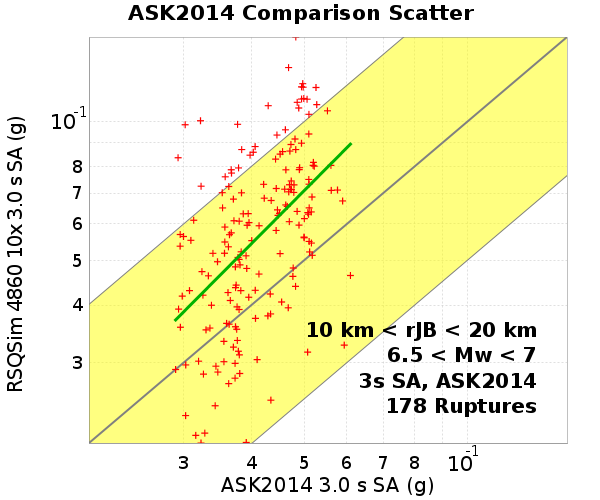 ASK2014 Comparison Scatter
RSQSim 4860 10x 3.0 s SA (g)
10-1
8
7
6
5
4
3
10 km < rJB < 20 km
6.5 < Mw < 7
3s SA, ASK2014
178 Ruptures
3 4 5 6 7 8 10-1
ASK2014 3.0 s SA (g)